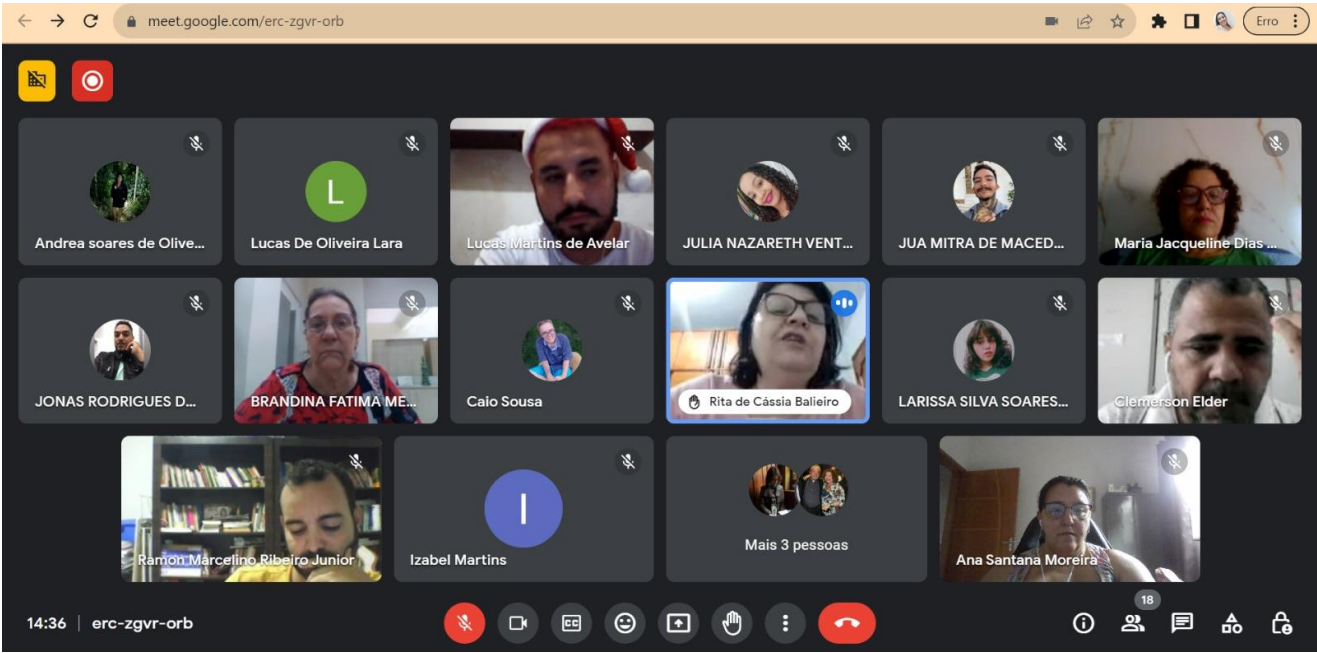 meet.google.com/erc-zgvr-orb
Erro
Andrea soares de Olive...
L
Lucas De Oliveira Lara
Lucas Martins de Avelar
JULIA NAZARETH VENT...
JUA MITRA DE MACED...
Maria Jacqueline Dias ...
JONAS RODRIGUES D...
BRANDINA FATIMA ME...
Caio Sousa
Rita de Cássia Balieiro
LARISSA SILVA SOARES...
Clemerson Elder
Ramon Marcelino Ribeiro Junior
I
Izabel Martins
Mais 3 pessoas
Ana Santana Moreira
14:36 | erc-zgvr-orb
CC
18